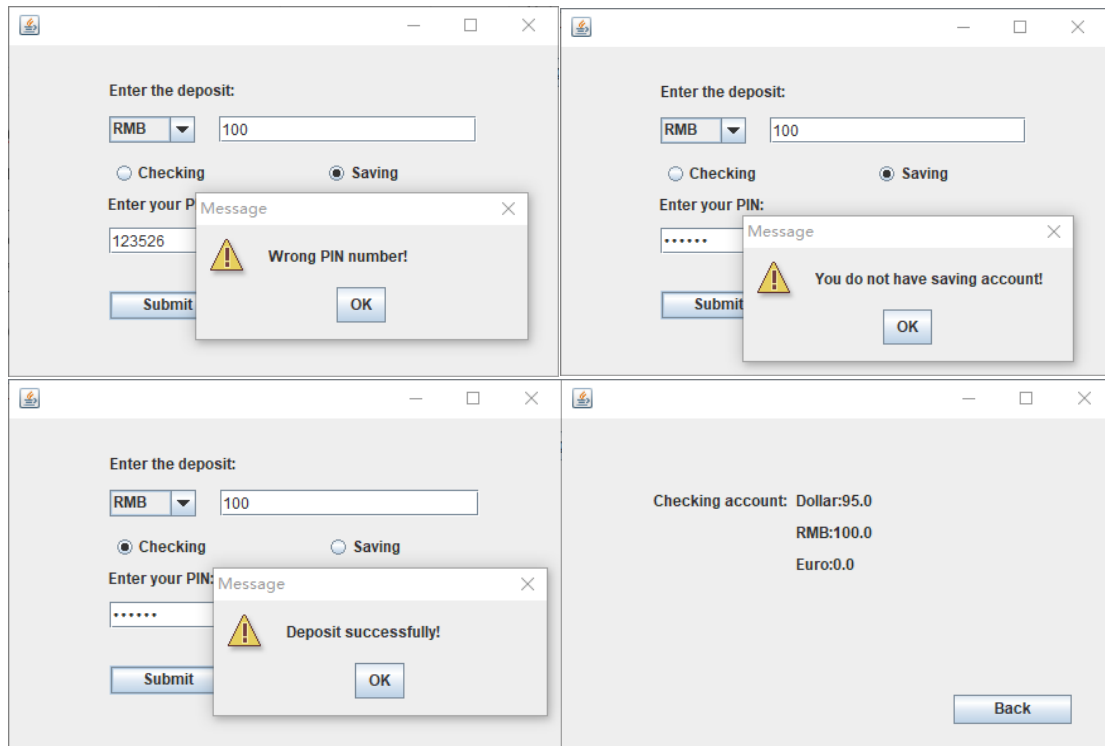 Enter the deposit:
RMB 100
Checking Saving
Enter your P
Message
123526
Wrong PIN number!
Submit
OK
Enter the deposit:
RMB 100
Checking Saving
Enter your PIN:
Message
••••••
You do not have saving account!
Submit
OK
Enter the deposit:
RMB 100
Checking Saving
Enter your PIN:
Message
••••••
Deposit successfully!
Submit
OK
Checking account: Dollar:95.0
RMB:100.0
Euro:0.0
Back